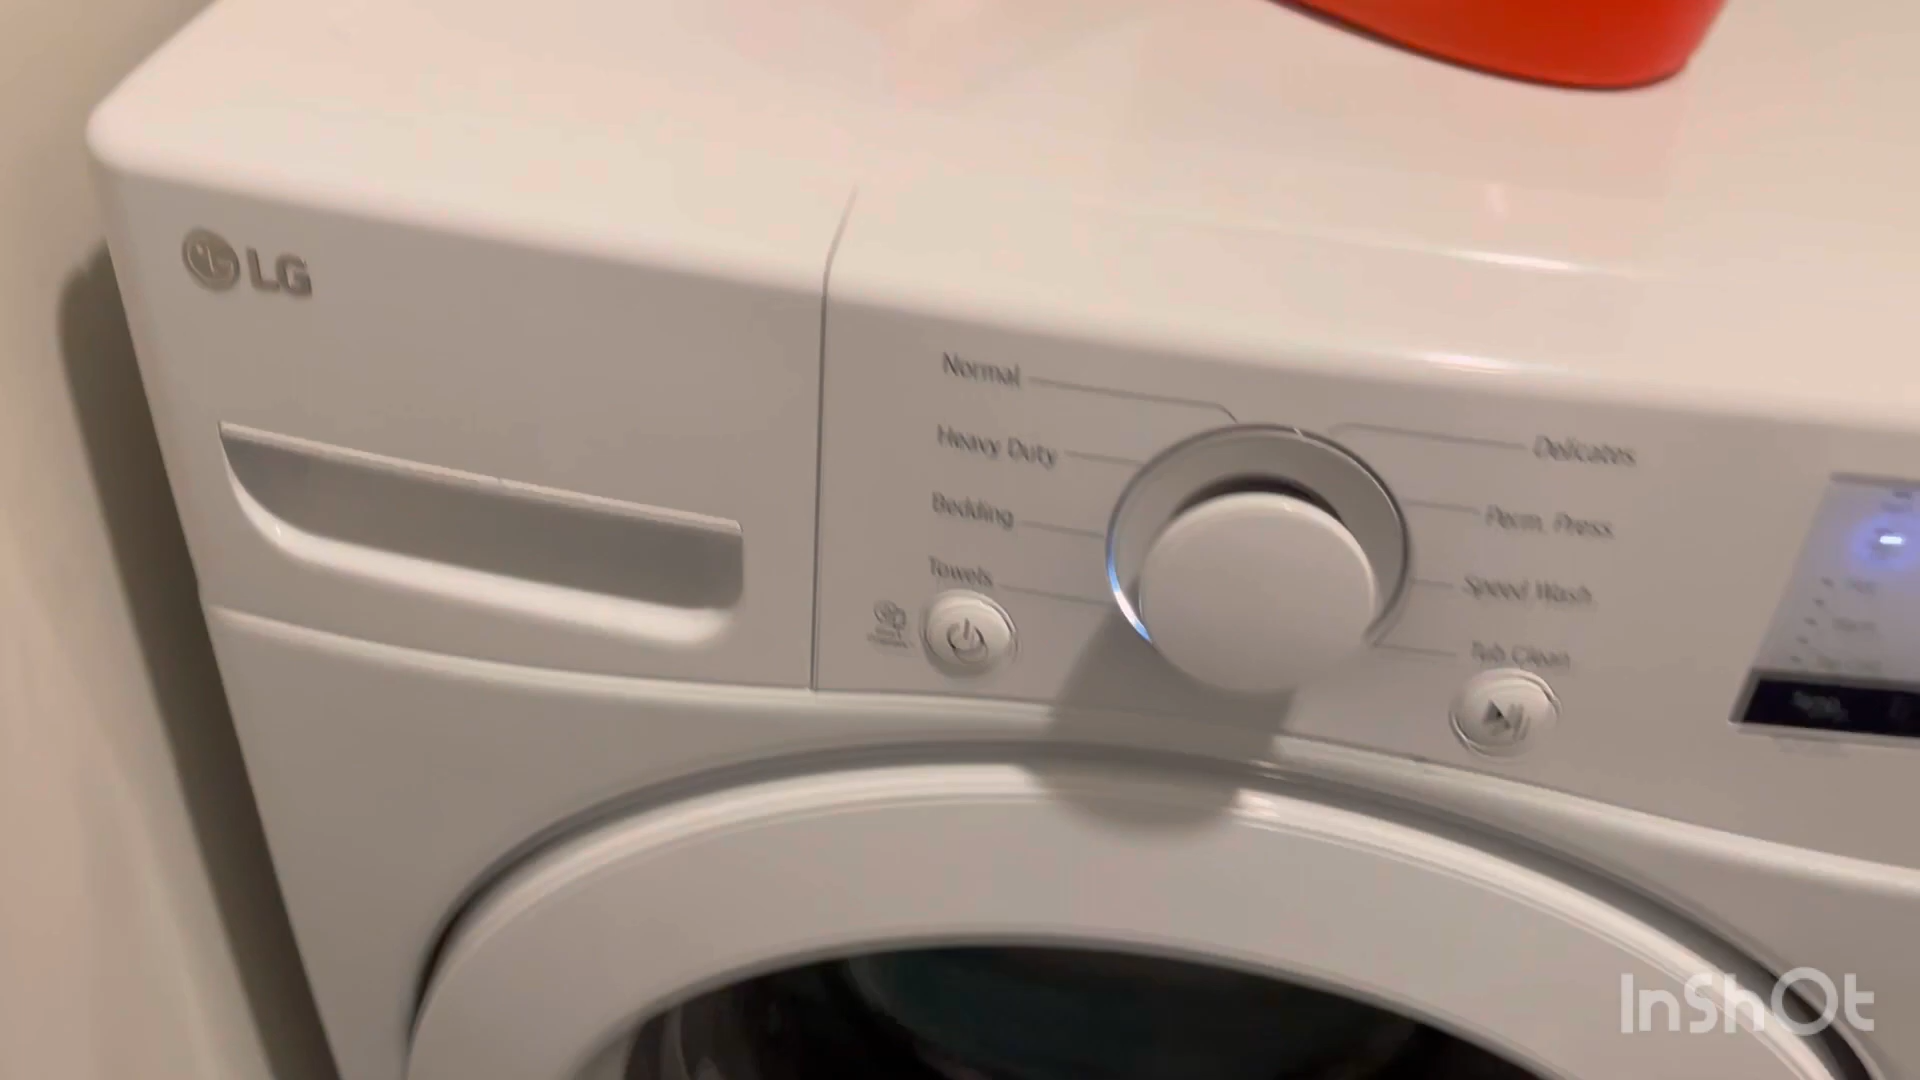 LG
Normal
Heavy Duty
Bedding
Towels
Delicates
Perm. Press
Speed Wash
Tub Clean
InShOt